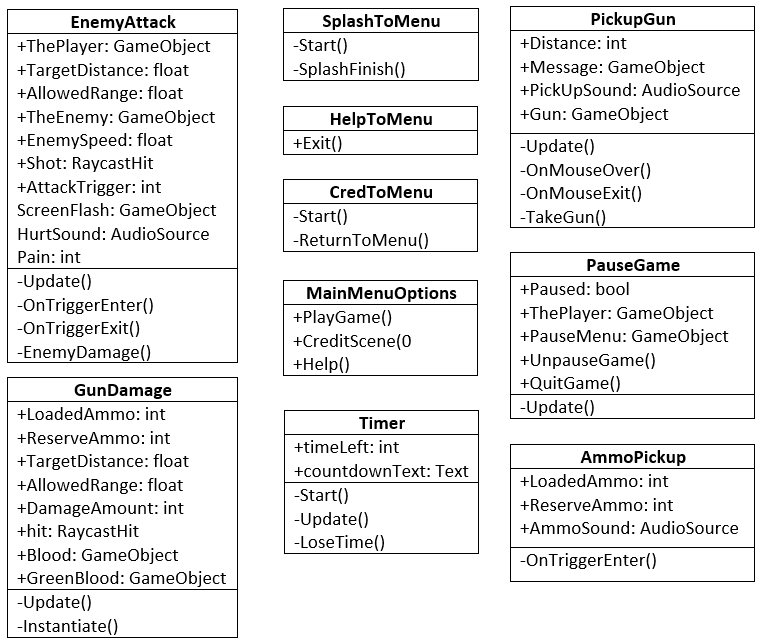 EnemyAttack
+ThePlayer: GameObject
+TargetDistance: float
+AllowedRange: float
+TheEnemy: GameObject
+EnemySpeed: float
+Shot: RaycastHit
+AttackTrigger: int
ScreenFlash: GameObject
HurtSound: AudioSource
Pain: int
-Update()
-OnTriggerEnter()
-OnTriggerExit()
-EnemyDamage()
GunDamage
+LoadedAmmo: int
+ReserveAmmo: int
+TargetDistance: float
+AllowedRange: float
+DamageAmount: int
+hit: RaycastHit
+Blood: GameObject
+GreenBlood: GameObject
-Update()
-Instantiate()
SplashToMenu
-Start()
-SplashFinish()
HelpToMenu
+Exit()
CredToMenu
-Start()
-ReturnToMenu()
MainMenuOptions
+PlayGame()
+CreditScene(0
+Help()
Timer
+timeLeft: int
+countdownText: Text
-Start()
-Update()
-LoseTime()
PickupGun
+Distance: int
+Message: GameObject
+PickUpSound: AudioSource
+Gun: GameObject
-Update()
-OnMouseOver()
-OnMouseExit()
-TakeGun()
PauseGame
+Paused: bool
+ThePlayer: GameObject
+PauseMenu: GameObject
+UnpauseGame()
+QuitGame()
-Update()
AmmoPickup
+LoadedAmmo: int
+ReserveAmmo: int
+AmmoSound: AudioSource
-OnTriggerEnter()